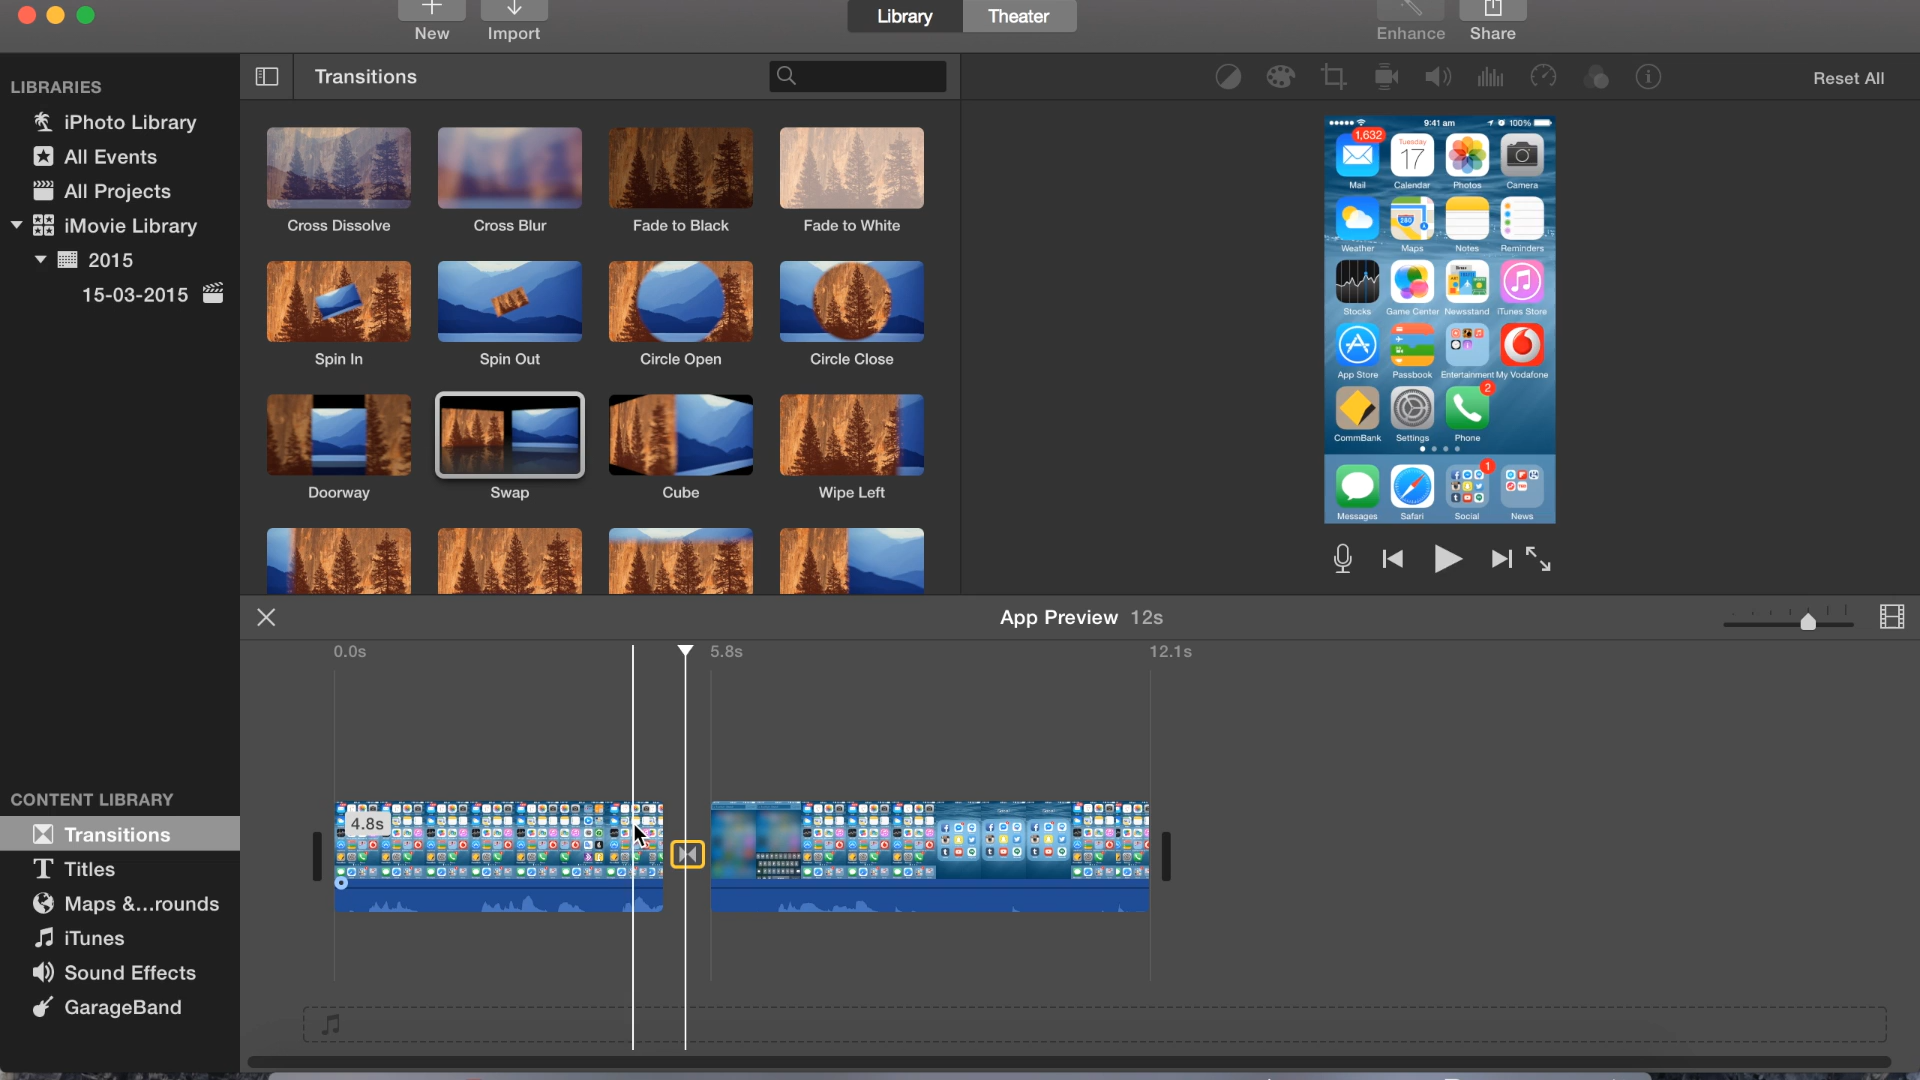 New
Import
Library
Theater
Enhance
Share
LIBRARIES
iPhoto Library
All Events
All Projects
iMovie Library
2015
15-03-2015
Transitions
Reset All
Cross Dissolve
Cross Blur
Fade to Black
Fade to White
Spin In
Spin Out
Circle Open
Circle Close
Doorway
Swap
Cube
Wipe Left
9:41 am
100%
1,632
Tuesday
17
Mail
Calendar
Photos
Camera
280
Weather
Maps
Notes
Reminders
Stocks
Game Center
Newsstand
iTunes Store
App Store
Passbook
Entertainment
My Vodafone
2
CommBank
Settings
Phone
1
Messages
Safari
Social
News
App Preview 12s
0.0s
5.8s
12.1s
4.8s
CONTENT LIBRARY
Transitions
Titles
Maps &...rounds
iTunes
Sound Effects
GarageBand